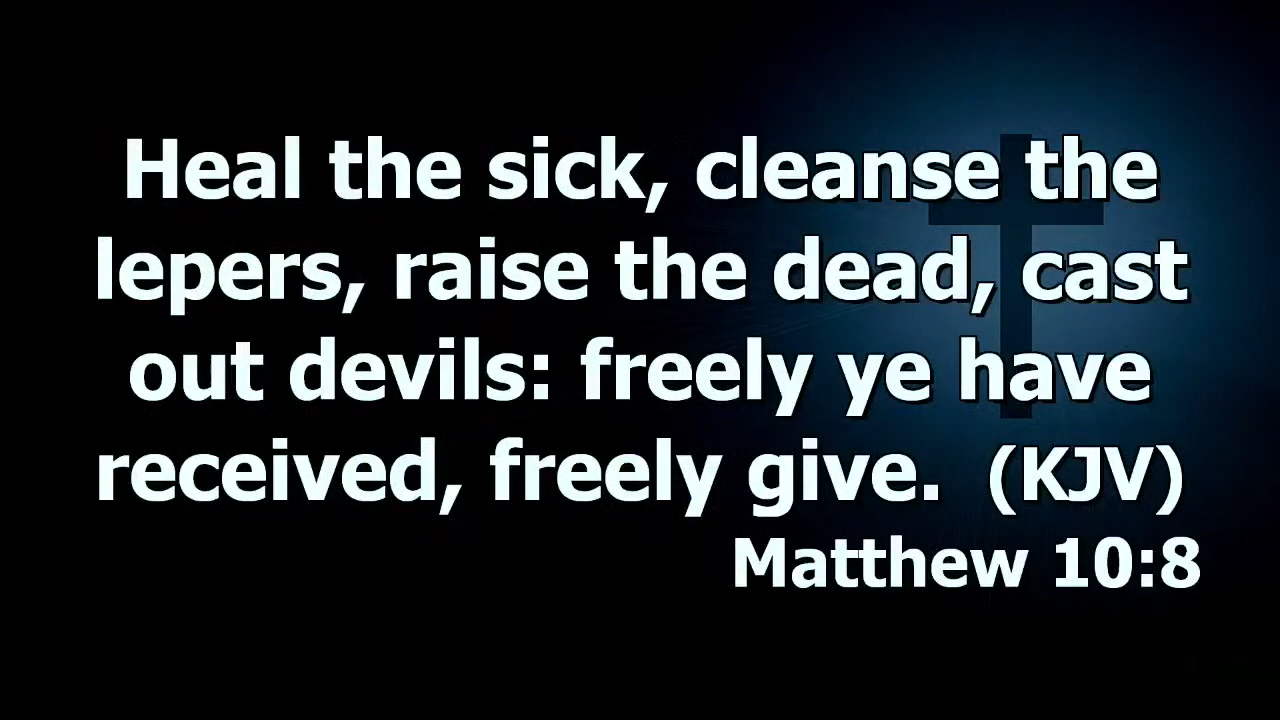 Heal the sick, cleanse the
lepers, raise the dead, cast
out devils: freely ye have
received, freely give.  (KJV)
Matthew 10:8